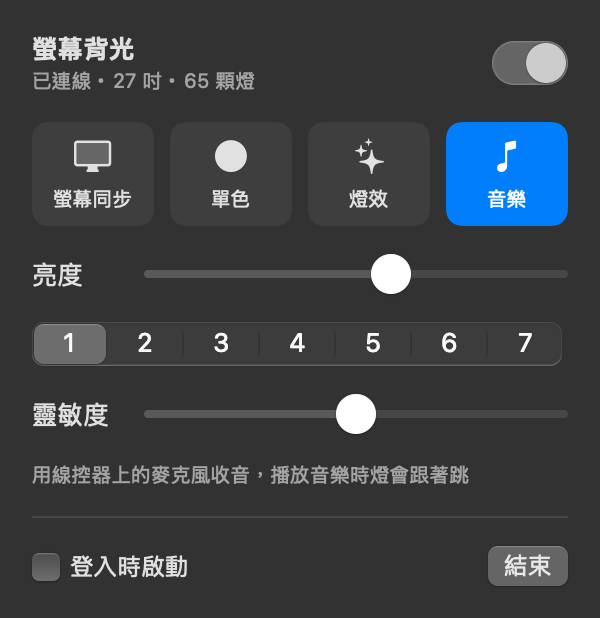 螢幕背光
已連線・27 吋・65 顆燈
螢幕同步
單色
燈效
音樂
亮度
1 2 3 4 5 6 7
靈敏度
用線控器上的麥克風收音，播放音樂時燈會跟著跳
登入時啟動
結束